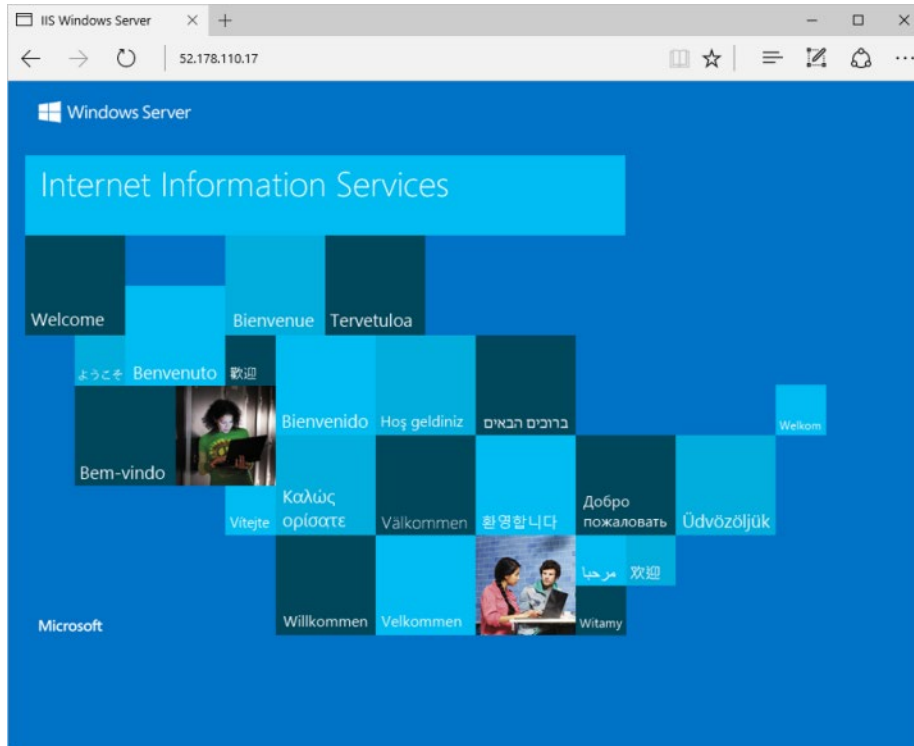 IIS Windows Server
52.178.110.17
Windows Server
Internet Information Services
Welcome
Bienvenue
Tervetuloa
ようこそ
Benvenuto
歡迎
Bienvenido
Hoş geldiniz
ברוכים הבאים
Welkom
Bem-vindo
Vítejte
Καλώς
ορίσατε
Välkommen
환영합니다
Добро
пожаловать
Üdvözöljük
مرحبا
欢迎
Willkommen
Velkommen
Witamy
Microsoft